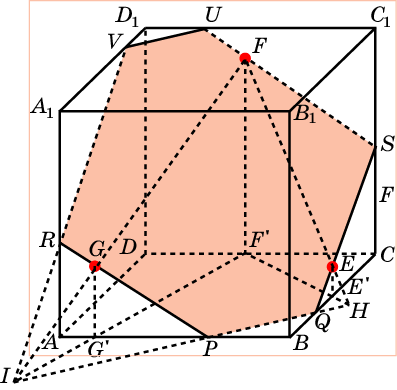 D₁ U C₁
V F
A₁ B₁
S
F
R G D F' C
E
E'
H
Q
A G' P B
I